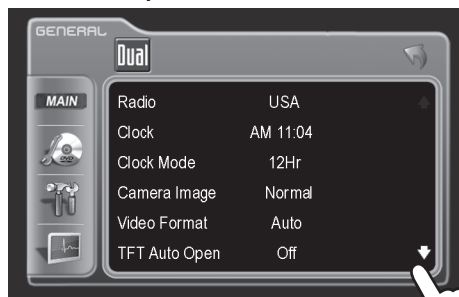 GENERAL
Dual
MAIN
Radio USA
Clock AM 11:04
Clock Mode 12Hr
Camera Image Normal
Video Format Auto
TFT Auto Open Off
DVD